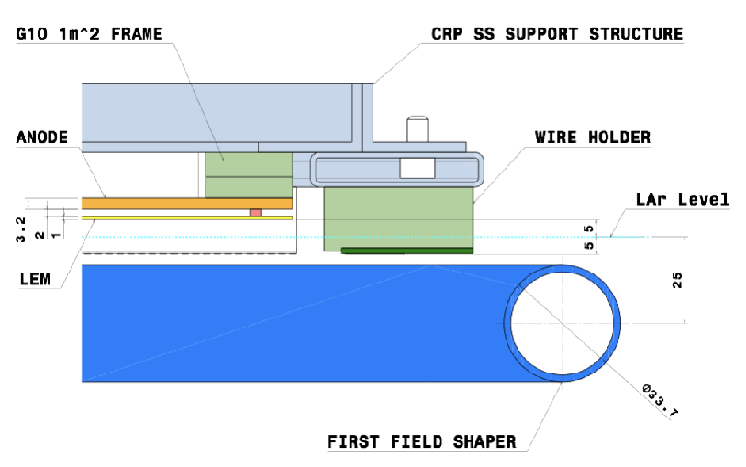 G10 1m^2 FRAME
CRP SS SUPPORT STRUCTURE
ANODE
WIRE HOLDER
LAr Level
3.2
2
1
5
5
25
LEM
Ø33.7
FIRST FIELD SHAPER